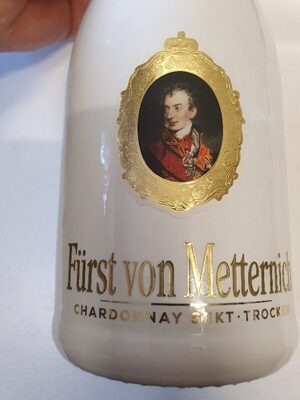 Fürst von Metternich
CHARDONNAY SEKT · TROCKEN